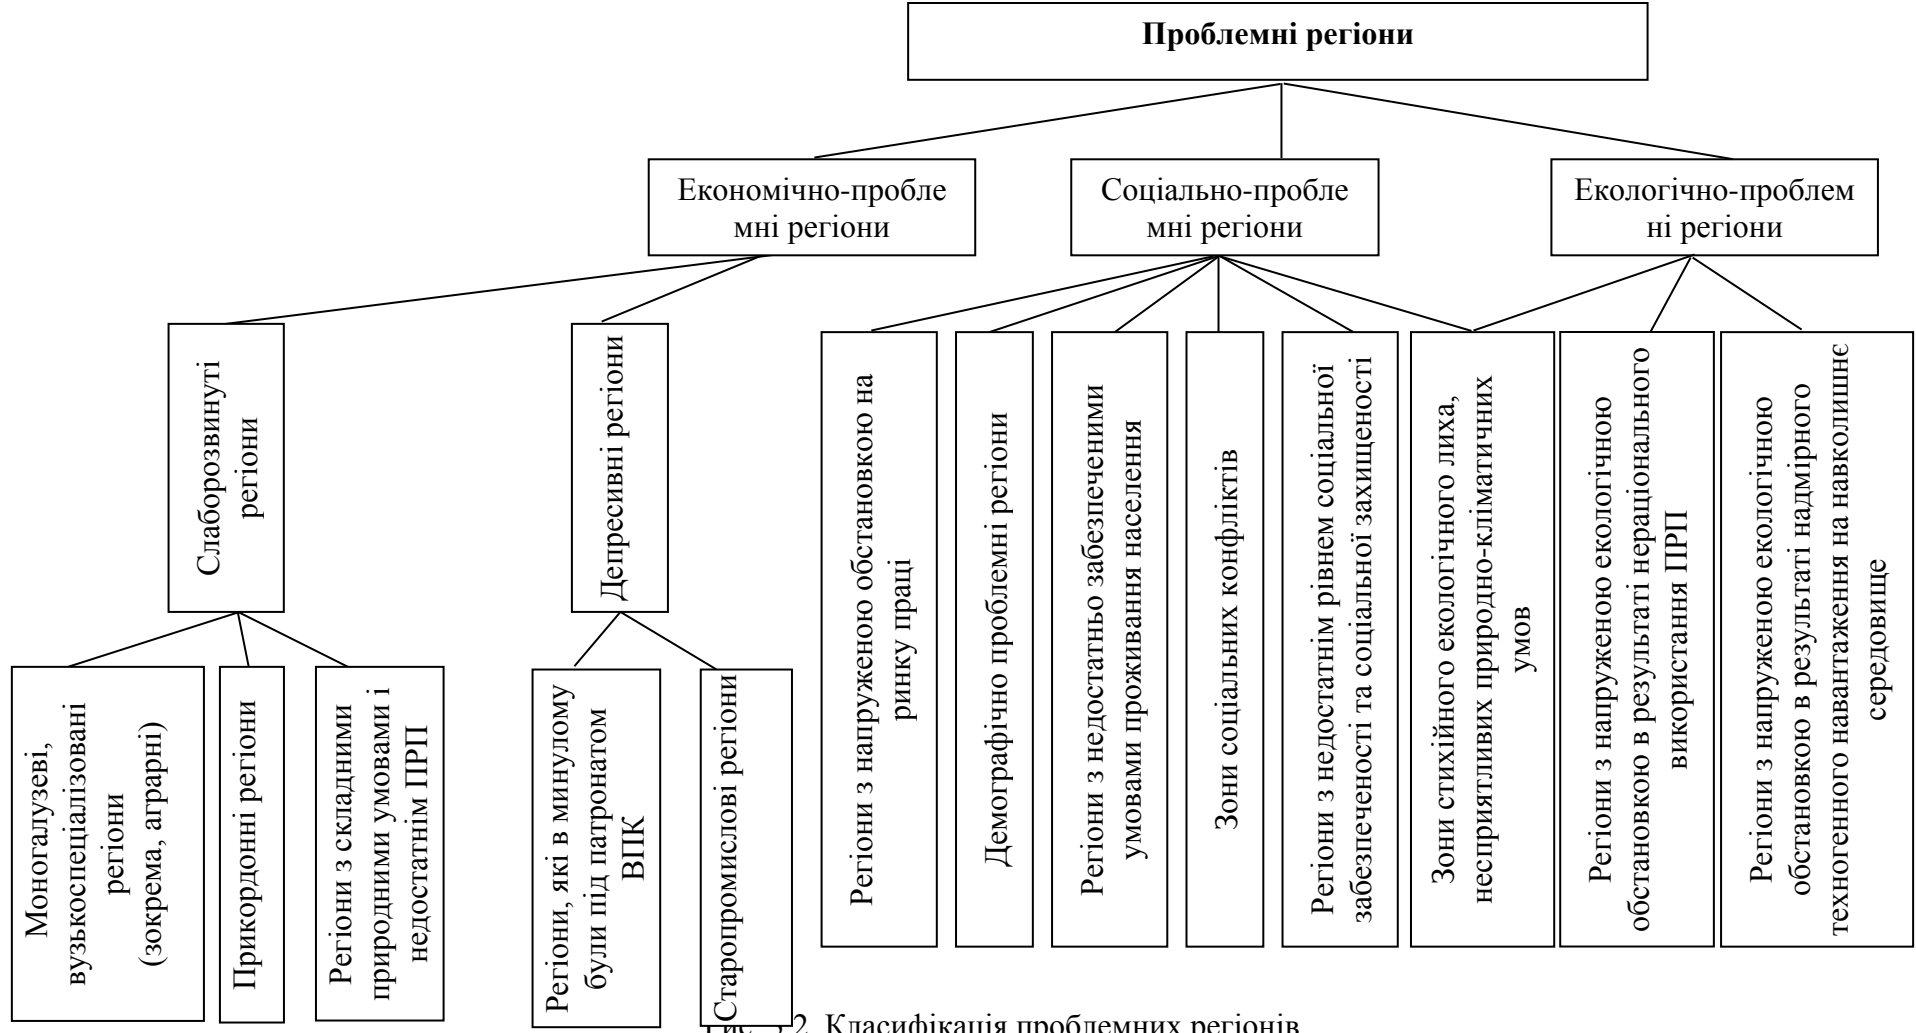 Проблемні регіони
Економічно-пробле
мні регіони
Соціально-пробле
мні регіони
Екологічно-проблем
ні регіони
Слаборозвинуті
регіони
Депресивні регіони
Регіони з напруженою обстановкою на
ринку праці
Демографічно проблемні регіони
Регіони з недостатньо забезпеченими
умовами проживання населення
Зони соціальних конфліктів
Регіони з недостатнім рівнем соціальної
забезпеченості та соціальної захищеності
Зони стихійного екологічного лиха,
несприятливих природно-кліматичних
умов
Регіони з напруженою екологічною
обстановкою в результаті нераціонального
використання ПРП
Регіони з напруженою екологічною
обстановкою в результаті надмірного
техногенного навантаження на навколишнє
середовище
Моногалузеві,
вузькоспеціалізовані
регіони
(зокрема, аграрні)
Прикордонні регіони
Регіони з складними
природними умовами і
недостатнім ПРП
Регіони, які в минулому
були під патронатом
ВПК
Старопромислові регіони
2 Класифікація проблемних регіонів